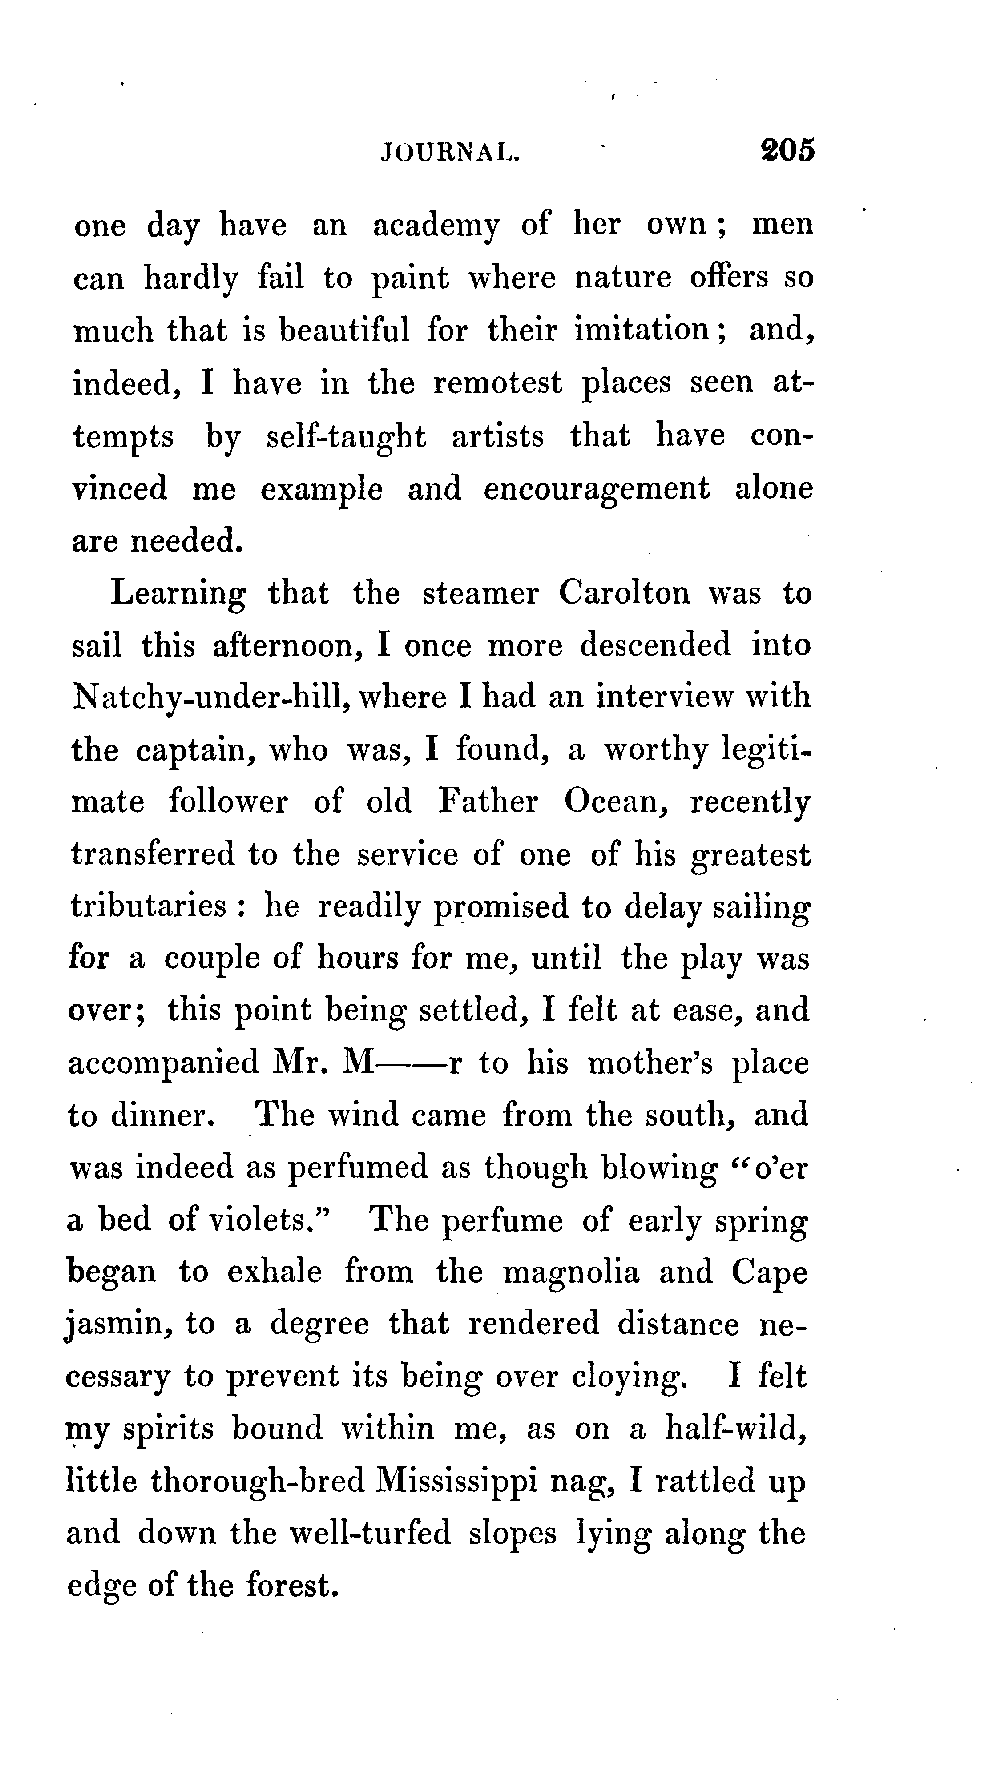 JOURNAL. 205
one day have an academy of her own; men
can hardly fail to paint where nature offers so
much that is beautiful for their imitation; and,
indeed, I have in the remotest places seen at-
tempts by self-taught artists that have con-
vinced me example and encouragement alone
are needed.
Learning that the steamer Carolton was to
sail this afternoon, I once more descended into
Natchy-under-hill, where I had an interview with
the captain, who was, I found, a worthy legiti-
mate follower of old Father Ocean, recently
transferred to the service of one of his greatest
tributaries: he readily promised to delay sailing
for a couple of hours for me, until the play was
over; this point being settled, I felt at ease, and
accompanied Mr. M——r to his mother's place
to dinner. The wind came from the south, and
was indeed as perfumed as though blowing "o'er
a bed of violets." The perfume of early spring
began to exhale from the magnolia and Cape
jasmin, to a degree that rendered distance ne-
cessary to prevent its being over cloying. I felt
my spirits bound within me, as on a half-wild,
little thorough-bred Mississippi nag, I rattled up
and down the well-turfed slopes lying along the
edge of the forest.